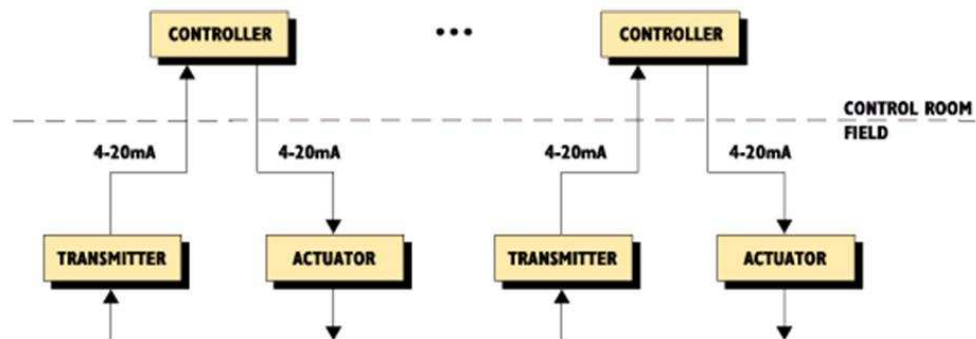 CONTROLLER
...
CONTROLLER
CONTROL ROOM
FIELD
4-20mA
4-20mA
4-20mA
4-20mA
TRANSMITTER
ACTUATOR
TRANSMITTER
ACTUATOR